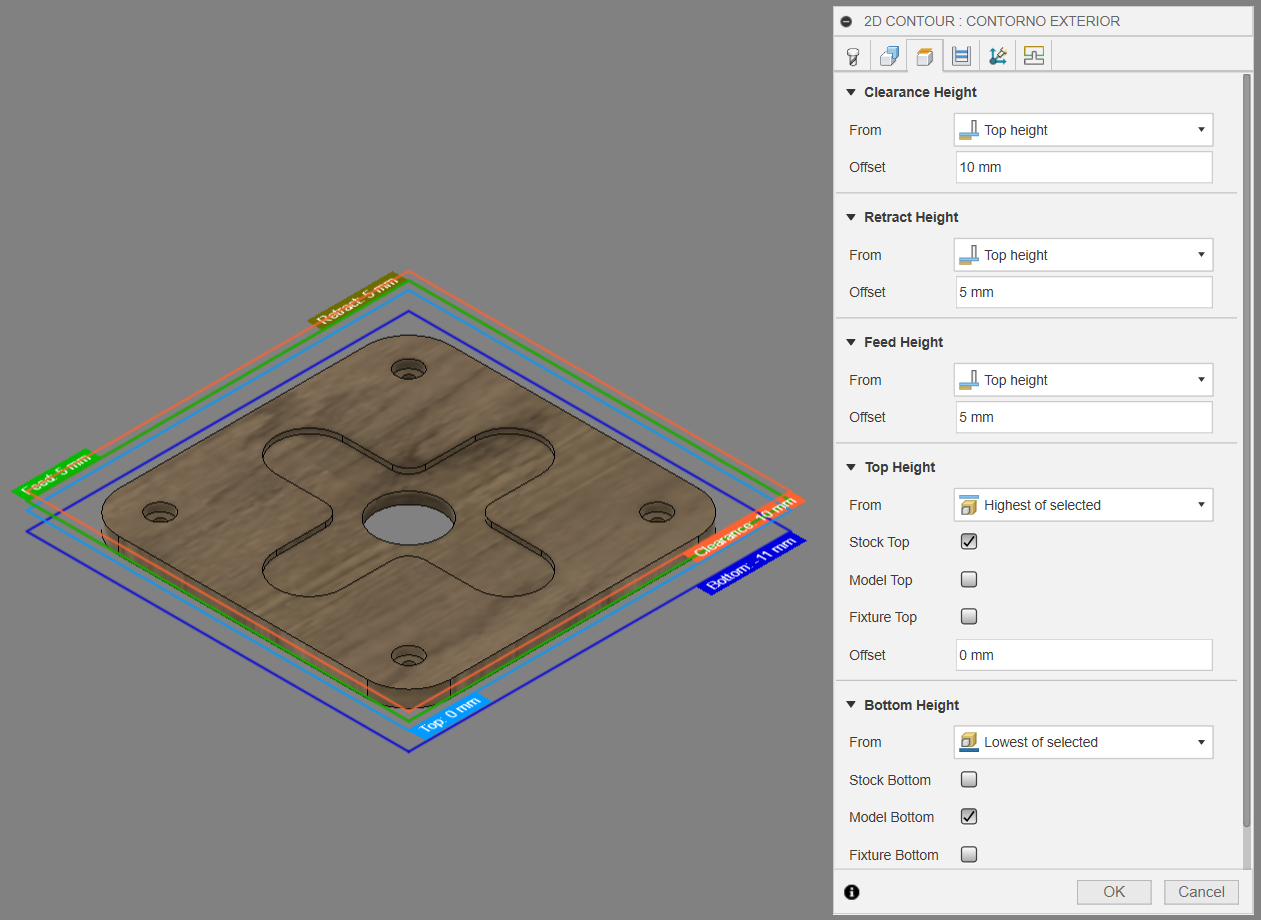 2D CONTOUR : CONTORNO EXTERIOR
Clearance Height
From Top height
Offset 10 mm
Retract Height
From Top height
Offset 5 mm
Feed Height
From Top height
Offset 5 mm
Top Height
From Highest of selected
Stock Top
Model Top
Fixture Top
Offset 0 mm
Bottom Height
From Lowest of selected
Stock Bottom
Model Bottom
Fixture Bottom
OK Cancel
Retract: 5 mm
Feed: 5 mm
Clearance: 10 mm
Bottom: -11 mm
Top: 0 mm